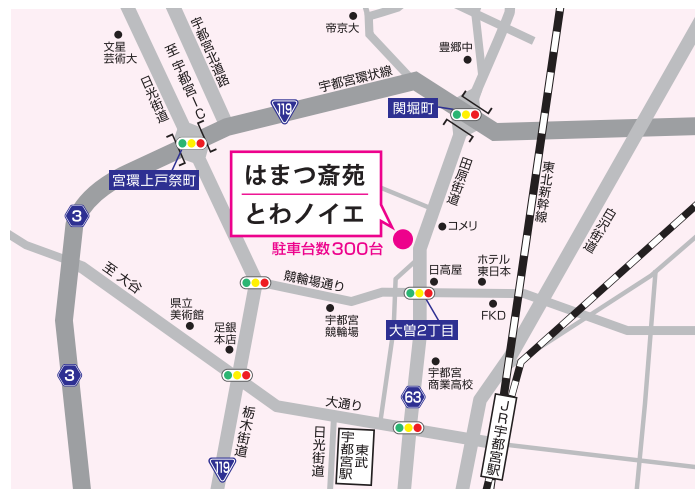 帝京大
文星
芸術大
至 宇都宮IC
宇都宮北道路
豊郷中
日光街道
宇都宮環状線
119
関堀町
宮環上戸祭町
はまつ斎苑
とわノイエ
駐車台数300台
田原街道
東北新幹線
白沢街道
コメリ
3
至 大谷
競輪場通り
日高屋
ホテル
東日本
県立
美術館
足銀
本店
宇都宮
競輪場
大曽2丁目
FKD
宇都宮
商業高校
3
63
大通り
栃木街道
119
日光街道
東武
宇都宮駅
JR宇都宮駅